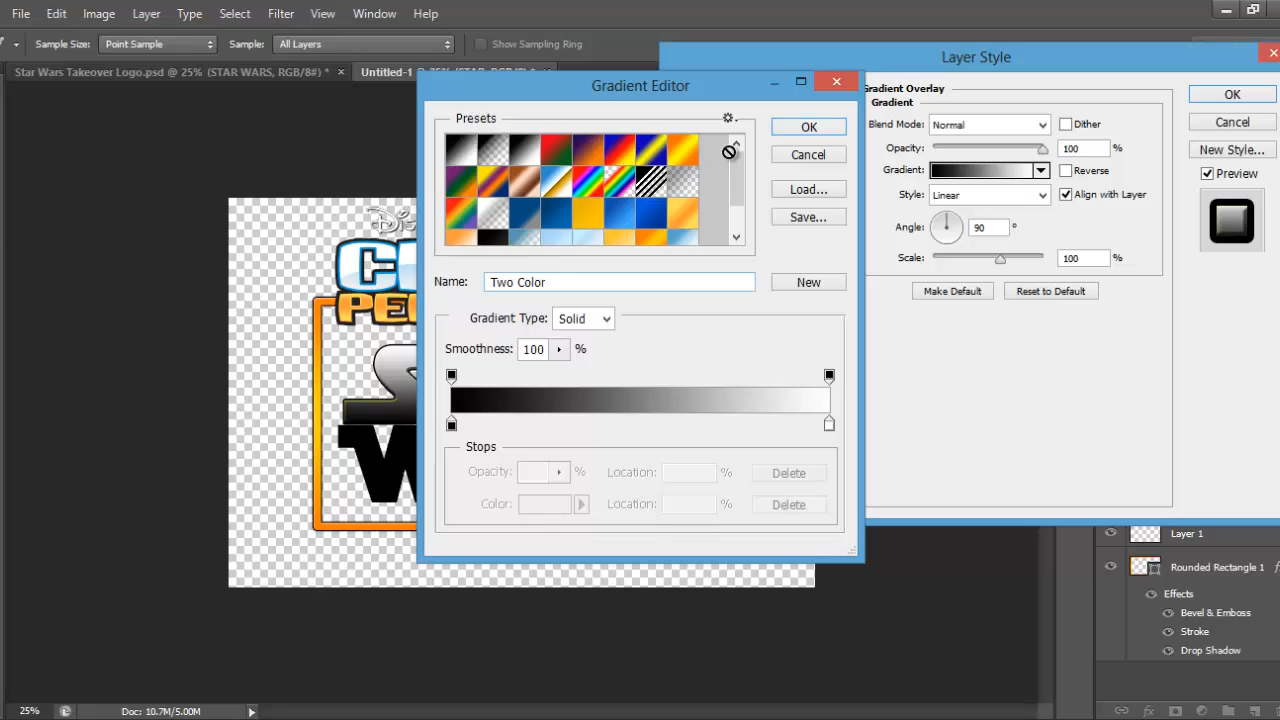 File Edit Image Layer Type Select Filter View Window Help
Sample Size: Point Sample Sample: All Layers Show Sampling Ring
Star Wars Takeover Logo.psd @ 25% (STAR WARS, RGB/8#) * × Untitled-1
Layer Style
Gradient Editor
Presets
OK
Cancel
Load...
Save...
Name: Two Color
New
Gradient Type: Solid
Smoothness: 100 %
Stops
Opacity: % Location: % Delete
Color: Location: % Delete
Gradient Overlay
Gradient
Blend Mode: Normal Dither
Opacity: 100 %
Gradient: Reverse
Style: Linear Align with Layer
Angle: 90 °
Scale: 100 %
Make Default Reset to Default
OK
Cancel
New Style...
Preview
Disney
Layer 1
Rounded Rectangle 1 fx
Effects
Bevel & Emboss
Stroke
Drop Shadow
25% Doc: 10.7M/5.00M